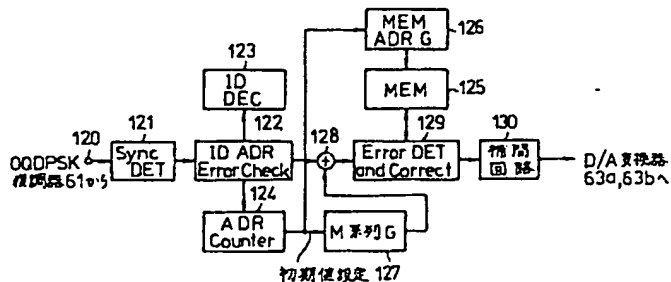 MEM
ADR G
126
123
ID
DEC
MEM
125
120
121
122
128
129
130
OQDPSK
復調器61から
Sync
DET
ID ADR
Error Check
Error DET
and Correct
補間
回路
D/A変換器
63a,63bへ
124
ADR
Counter
M系列G
初期値設定
127